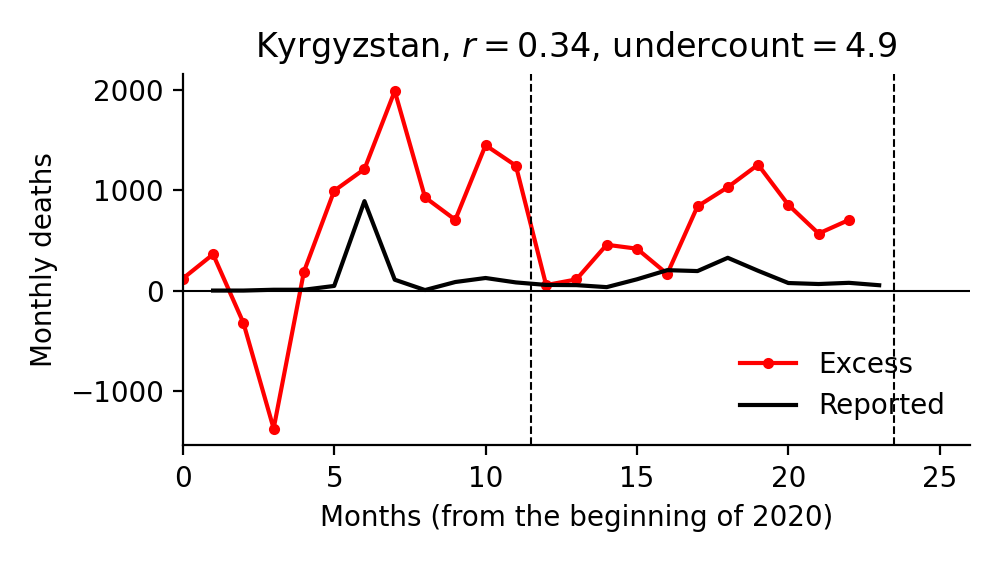 Kyrgyzstan, r = 0.34, undercount = 4.9
Monthly deaths
2000
1000
0
−1000
Excess
Reported
0 5 10 15 20 25
Months (from the beginning of 2020)